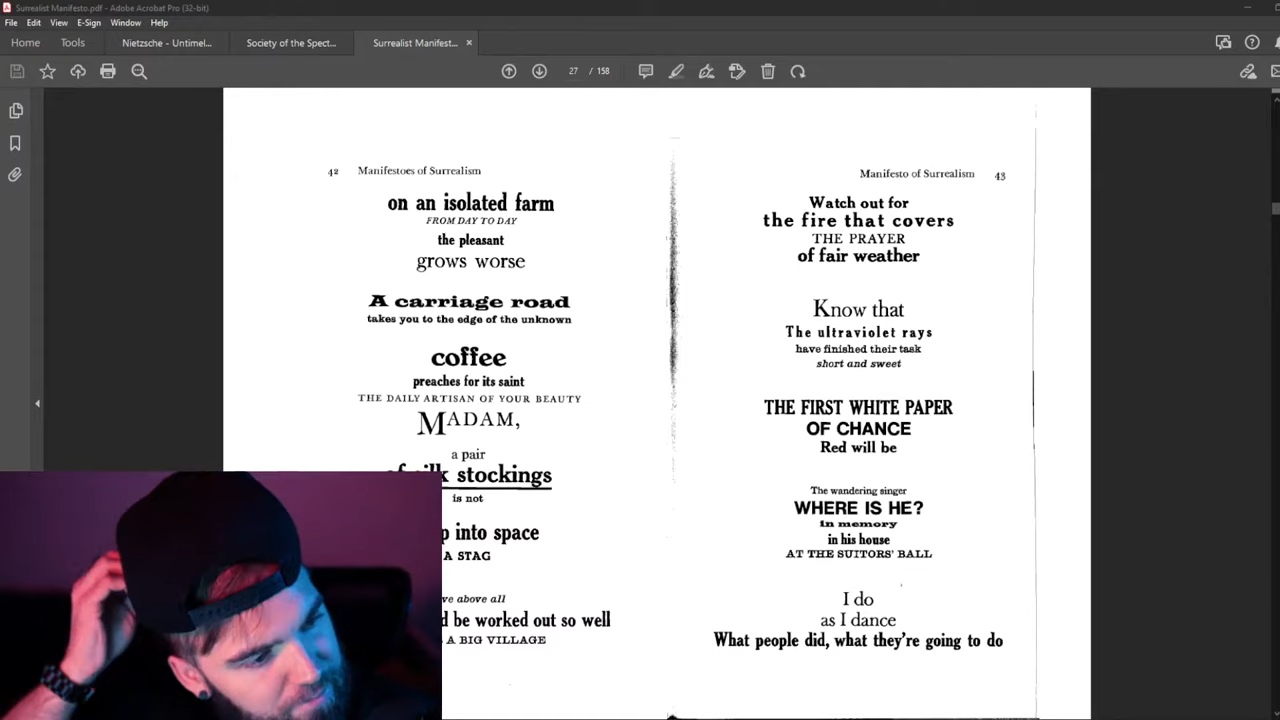 Surrealist Manifesto.pdf - Adobe Acrobat Pro (32-bit)
File Edit View E-Sign Window Help
Home Tools Nietzsche - Untimel... Society of the Spect... Surrealist Manifest... ×
27 / 158
42 Manifestoes of Surrealism
on an isolated farm
FROM DAY TO DAY
the pleasant
grows worse
A carriage road
takes you to the edge of the unknown
coffee
preaches for its saint
THE DAILY ARTISAN OF YOUR BEAUTY
MADAM,
a pair
stockings
is not
into space
A STAG
above all
be worked out so well
A BIG VILLAGE
Manifesto of Surrealism 43
Watch out for
the fire that covers
THE PRAYER
of fair weather
Know that
The ultraviolet rays
have finished their task
short and sweet
THE FIRST WHITE PAPER
OF CHANCE
Red will be
The wandering singer
WHERE IS HE?
in memory
in his house
AT THE SUITORS' BALL
I do
as I dance
What people did, what they're going to do